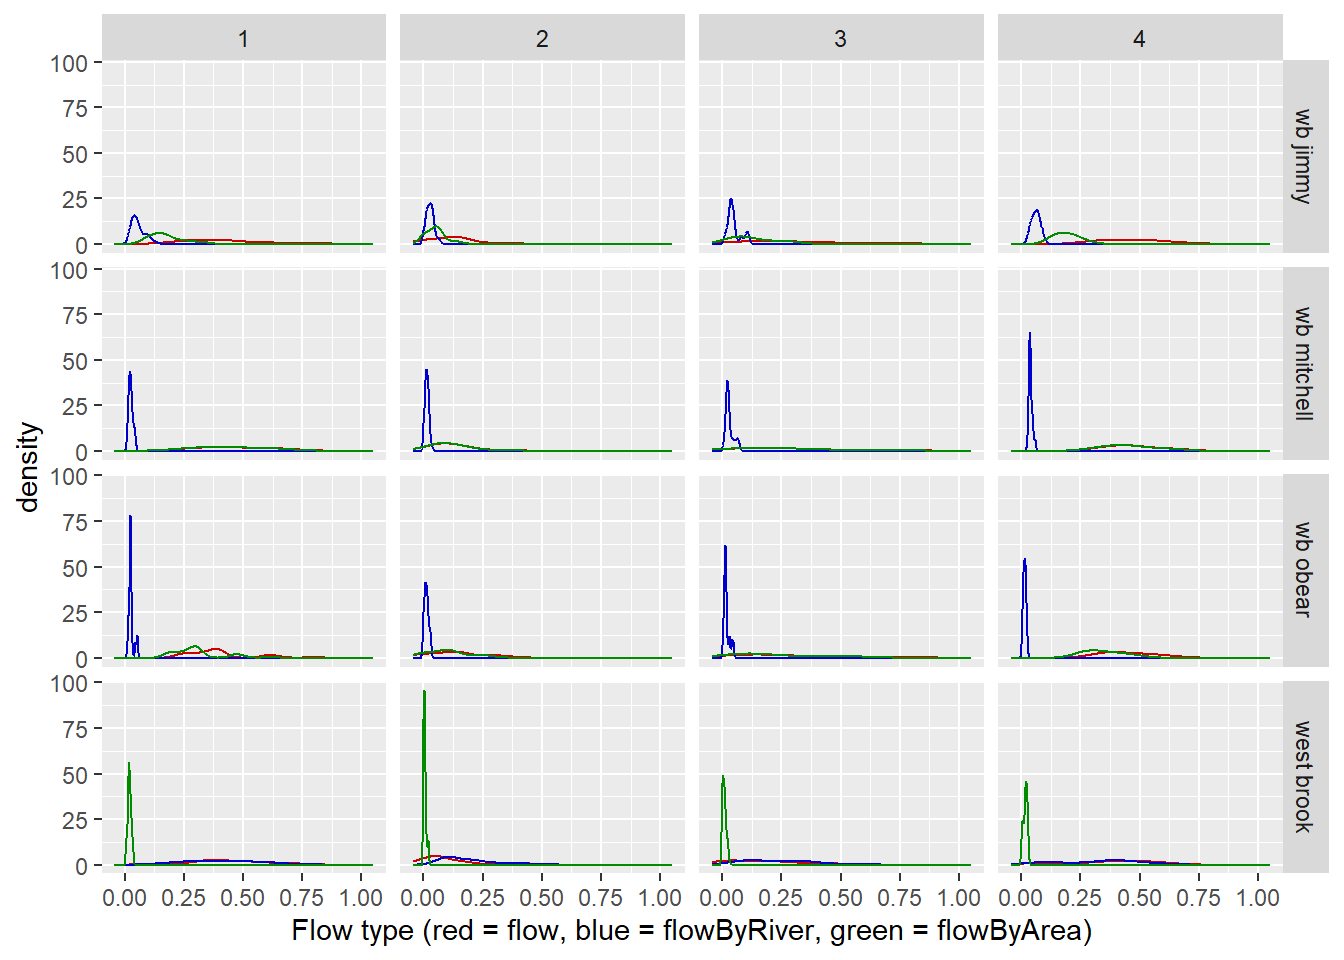 1 2 3 4
100
75
50
25
0
wb jimmy
100
75
50
25
0
wb mitchell
100
75
50
25
0
wb obear
100
75
50
25
0
west brook
density
0.00 0.25 0.50 0.75 1.00 0.00 0.25 0.50 0.75 1.00 0.00 0.25 0.50 0.75 1.00 0.00 0.25 0.50 0.75 1.00
Flow type (red = flow, blue = flowByRiver, green = flowByArea)